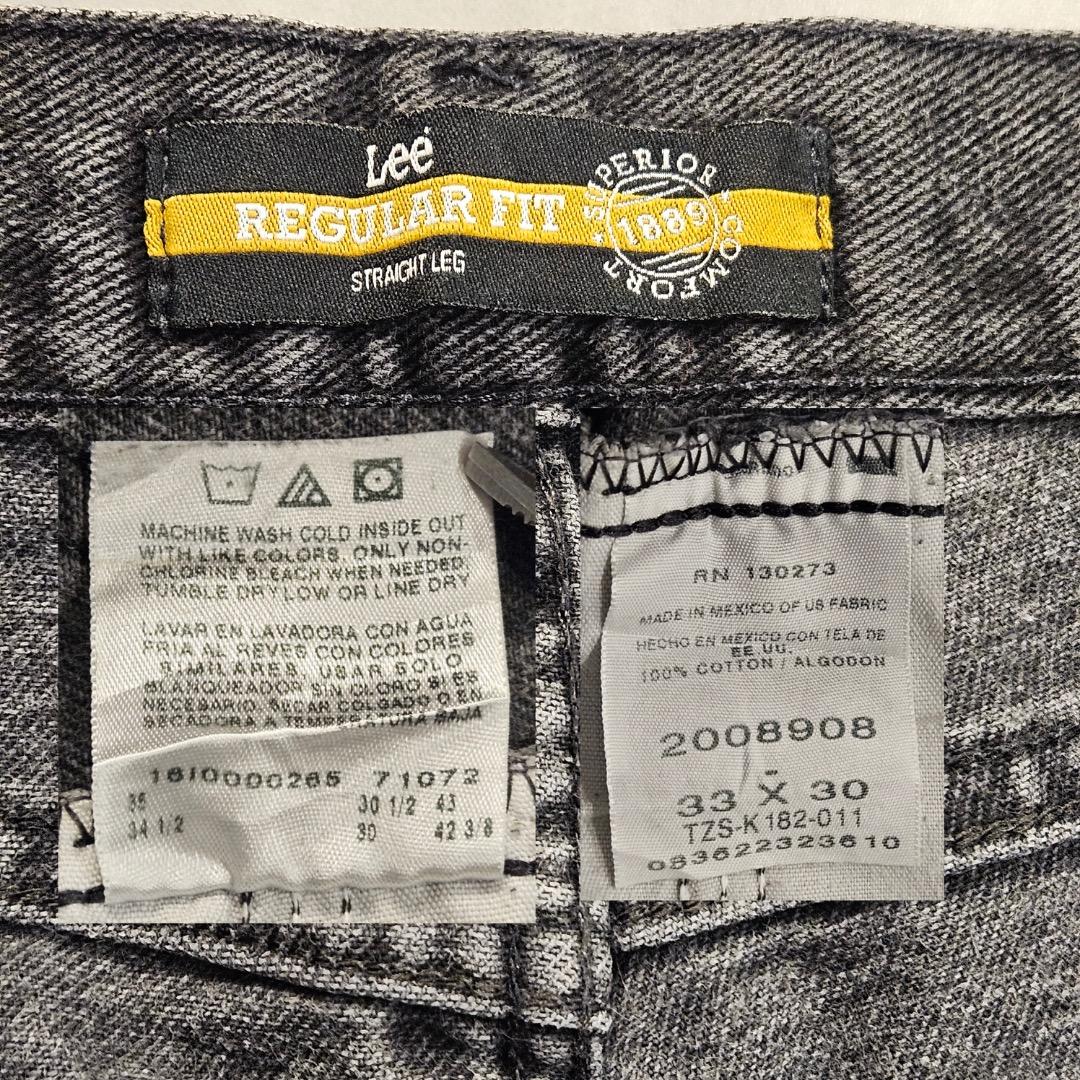 Lee
REGULAR FIT
STRAIGHT LEG
SUPERIOR
1889
COMFORT
MACHINE WASH COLD INSIDE OUT
WITH LIKE COLORS. ONLY NON-
CHLORINE BLEACH WHEN NEEDED.
TUMBLE DRY LOW OR LINE DRY
LAVAR EN LAVADORA CON AGUA
FRIA AL REVES CON COLORES
SIMILARES. USAR SOLO
BLANQUEADOR SIN CLORO SI ES
NECESARIO. SECAR COLGADO O EN
SECADORA A TEMPERATURA BAJA
1610000265 71072
30 1/2 43
34 1/2 30 42 3/8
RN 130273
MADE IN MEXICO OF US FABRIC
HECHO EN MEXICO CON TELA DE
EE UU.
100% COTTON / ALGODON
2008908
33 X 30
TZS-K182-011
083622323610